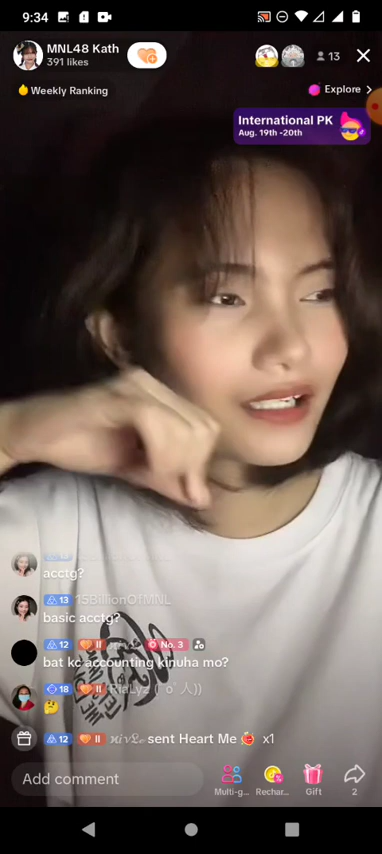 9:34
MNL48 Kath
391 likes
13
Weekly Ranking
Explore
International PK
Aug. 19th -20th
acctg?
13 15BillionOfMNL
basic acctg?
12 II No. 3
bat kc accounting kinuha mo?
18 II
🤔
12 II sent Heart Me x1
Add comment
Multi-g... Rechar... Gift 2